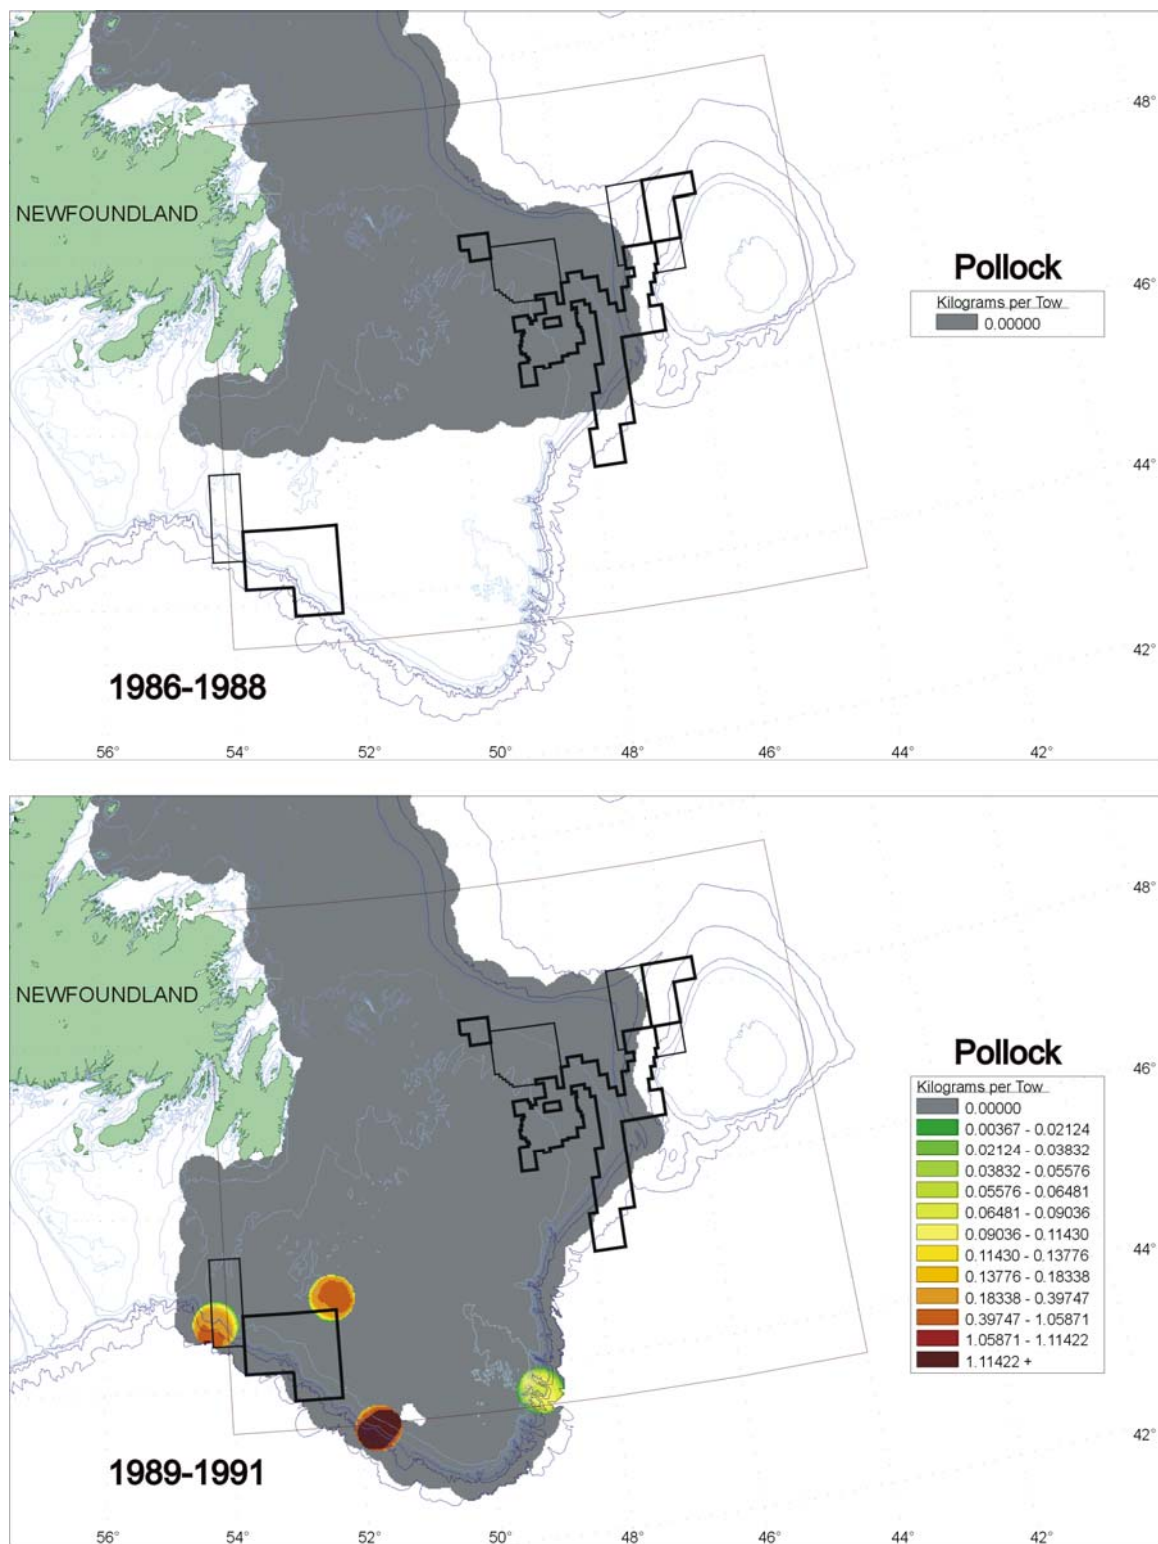 NEWFOUNDLAND
Pollock
Kilograms per Tow
0.00000
48°
46°
44°
42°
1986-1988
56° 54° 52° 50° 48° 46° 44° 42°
NEWFOUNDLAND
Pollock
Kilograms per Tow
0.00000
0.00367 - 0.02124
0.02124 - 0.03832
0.03832 - 0.05576
0.05576 - 0.06481
0.06481 - 0.09036
0.09036 - 0.11430
0.11430 - 0.13776
0.13776 - 0.18338
0.18338 - 0.39747
0.39747 - 1.05871
1.05871 - 1.11422
1.11422 +
48°
46°
44°
42°
1989-1991
56° 54° 52° 50° 48° 46° 44° 42°